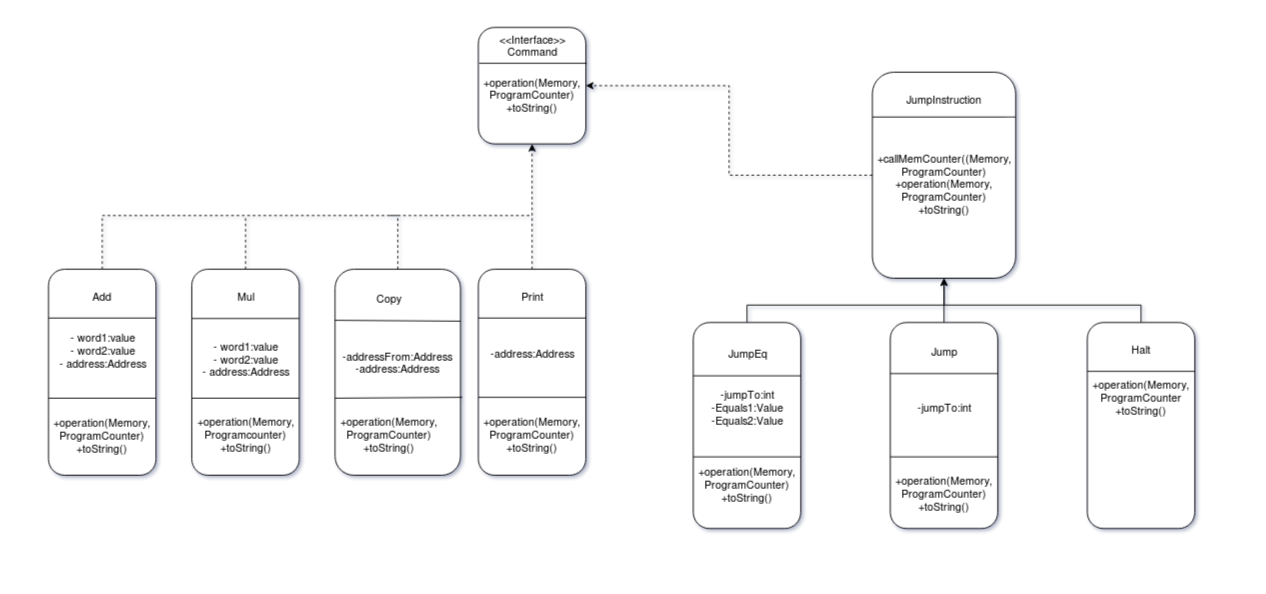 <<Interface>>
Command
+operation(Memory,
ProgramCounter)
+toString()
JumpInstruction
+callMemCounter((Memory,
ProgramCounter)
+operation(Memory,
ProgramCounter)
+toString()
Add
- word1:value
- word2:value
- address:Address
+operation(Memory,
ProgramCounter)
+toString()
Mul
- word1:value
- word2:value
- address:Address
+operation(Memory,
Programcounter)
+toString()
Copy
-addressFrom:Address
-address:Address
+operation(Memory,
ProgramCounter)
+toString()
Print
-address:Address
+operation(Memory,
ProgramCounter)
+toString()
JumpEq
-jumpTo:int
-Equals1:Value
-Equals2:Value
+operation(Memory,
ProgramCounter)
+toString()
Jump
-jumpTo:int
+operation(Memory,
ProgramCounter)
+toString()
Halt
+operation(Memory,
ProgramCounter
+toString()